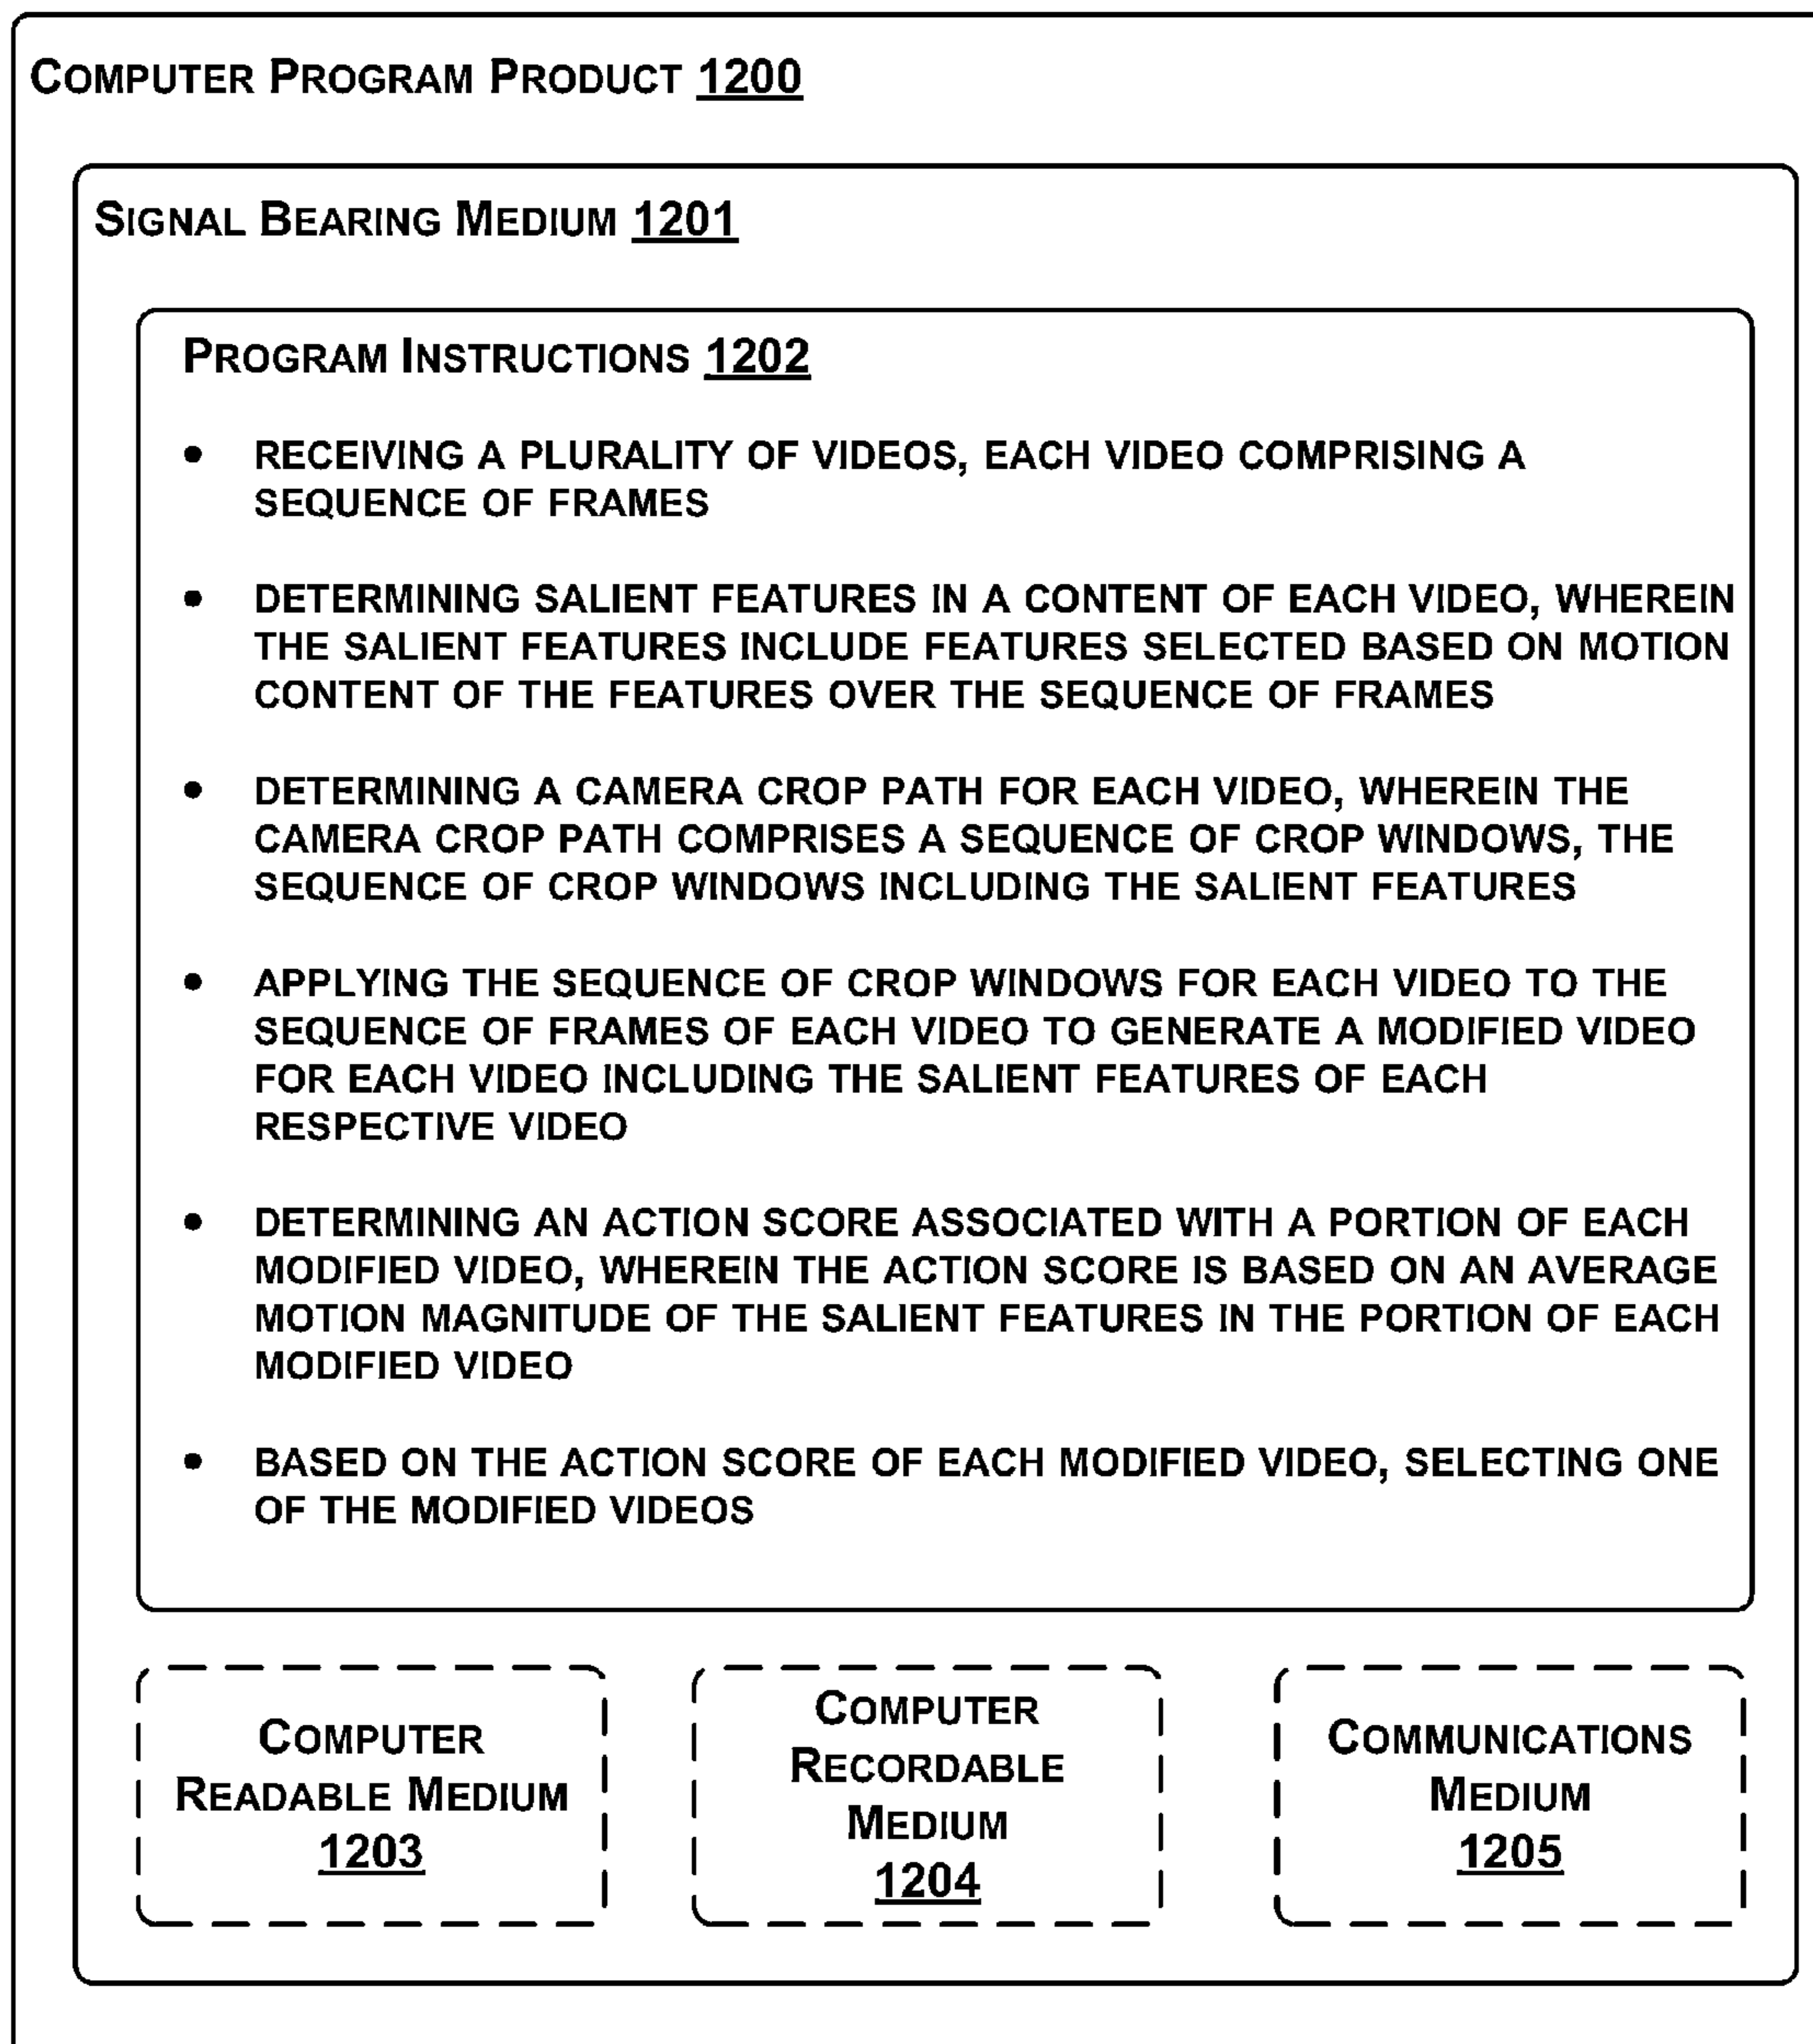 COMPUTER PROGRAM PRODUCT 1200
SIGNAL BEARING MEDIUM 1201
PROGRAM INSTRUCTIONS 1202
• RECEIVING A PLURALITY OF VIDEOS, EACH VIDEO COMPRISING A
SEQUENCE OF FRAMES
• DETERMINING SALIENT FEATURES IN A CONTENT OF EACH VIDEO, WHEREIN
THE SALIENT FEATURES INCLUDE FEATURES SELECTED BASED ON MOTION
CONTENT OF THE FEATURES OVER THE SEQUENCE OF FRAMES
• DETERMINING A CAMERA CROP PATH FOR EACH VIDEO, WHEREIN THE
CAMERA CROP PATH COMPRISES A SEQUENCE OF CROP WINDOWS, THE
SEQUENCE OF CROP WINDOWS INCLUDING THE SALIENT FEATURES
• APPLYING THE SEQUENCE OF CROP WINDOWS FOR EACH VIDEO TO THE
SEQUENCE OF FRAMES OF EACH VIDEO TO GENERATE A MODIFIED VIDEO
FOR EACH VIDEO INCLUDING THE SALIENT FEATURES OF EACH
RESPECTIVE VIDEO
• DETERMINING AN ACTION SCORE ASSOCIATED WITH A PORTION OF EACH
MODIFIED VIDEO, WHEREIN THE ACTION SCORE IS BASED ON AN AVERAGE
MOTION MAGNITUDE OF THE SALIENT FEATURES IN THE PORTION OF EACH
MODIFIED VIDEO
• BASED ON THE ACTION SCORE OF EACH MODIFIED VIDEO, SELECTING ONE
OF THE MODIFIED VIDEOS
COMPUTER
READABLE MEDIUM
1203
COMPUTER
RECORDABLE
MEDIUM
1204
COMMUNICATIONS
MEDIUM
1205